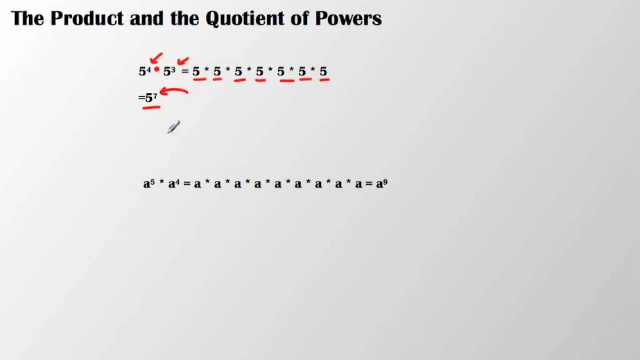 The Product and the Quotient of Powers
5⁴ • 5³ = 5 * 5 * 5 * 5 * 5 * 5 * 5
=5⁷
a⁵ * a⁴ = a * a * a * a * a * a * a * a * a = a⁹